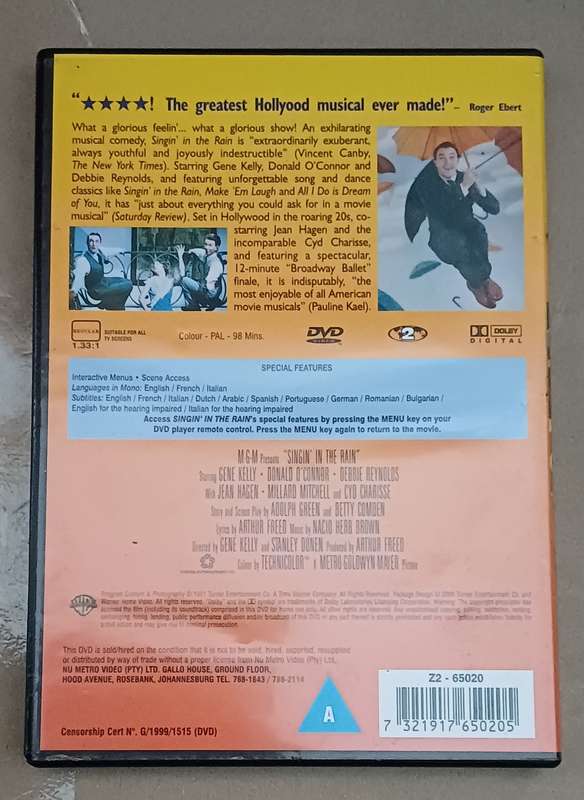 “★★★★! The greatest Hollyood musical ever made!”– Roger Ebert
What a glorious feelin'... what a glorious show! An exhilarating
musical comedy, Singin' in the Rain is “extraordinarily exuberant,
always youthful and joyously indestructible” (Vincent Canby,
The New York Times). Starring Gene Kelly, Donald O'Connor and
Debbie Reynolds, and featuring unforgettable song and dance
classics like Singin' in the Rain, Make 'Em Laugh and All I Do is Dream
of You, it has “just about everything you could ask for in a movie
musical” (Saturday Review). Set in Hollywood in the roaring 20s, co-
starring Jean Hagen and the
incomparable Cyd Charisse,
and featuring a spectacular,
12-minute “Broadway Ballet”
finale, it is indisputably, “the
most enjoyable of all American
movie musicals” (Pauline Kael).
REGULAR
1.33:1
SUITABLE FOR ALL
TV SCREENS
Colour - PAL - 98 Mins.
DVD
VIDEO
2
DOLBY
DIGITAL
SPECIAL FEATURES
Interactive Menus • Scene Access
Languages in Mono: English / French / Italian
Subtitles: English / French / Italian / Dutch / Arabic / Spanish / Portuguese / German / Romanian / Bulgarian /
English for the hearing impaired / Italian for the hearing impaired
Access SINGIN' IN THE RAIN's special features by pressing the MENU key on your
DVD player remote control. Press the MENU key again to return to the movie.
M-G-M Presents “SINGIN' IN THE RAIN”
Starring GENE KELLY • DONALD O'CONNOR • DEBBIE REYNOLDS
With JEAN HAGEN • MILLARD MITCHELL and CYD CHARISSE
Story and Screen Play by ADOLPH GREEN and BETTY COMDEN
Lyrics by ARTHUR FREED Music by NACIO HERB BROWN
Directed by GENE KELLY and STANLEY DONEN Produced by ARTHUR FREED
Colour by TECHNICOLOR A METRO GOLDWYN MAYER Picture
This DVD is sold/hired on the condition that it is not to be sold, hired, exported, resupplied
or distributed by way of trade without a proper license from Nu Metro Video (Pty) Ltd.
NU METRO VIDEO (PTY) LTD. GALLO HOUSE, GROUND FLOOR,
HOOD AVENUE, ROSEBANK, JOHANNESBURG TEL. 768-1843 / 788-2114
Censorship Cert Nº. G/1999/1515 (DVD)
A
Z2 - 65020
7 321917 650205